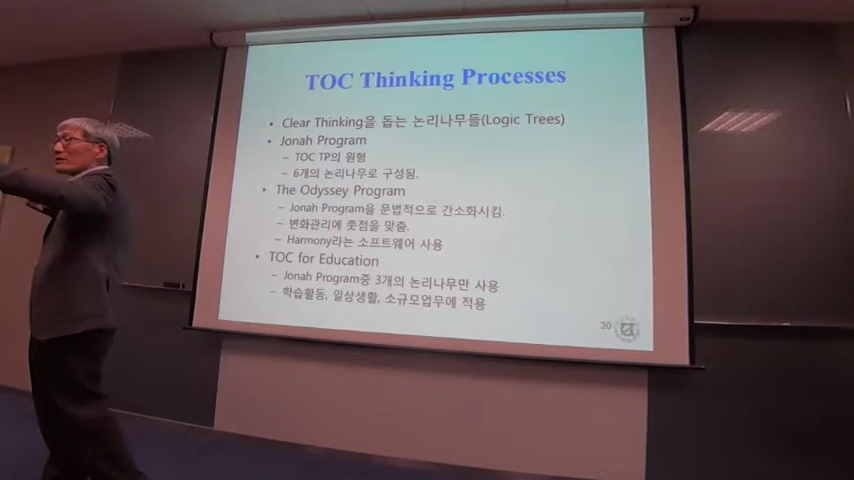 TOC Thinking Processes
• Clear Thinking을 돕는 논리나무들(Logic Trees)
• Jonah Program
– TOC TP의 원형
– 6개의 논리나무로 구성됨.
• The Odyssey Program
– Jonah Program을 문법적으로 간소화시킴.
– 변화관리에 촛점을 맞춤.
– Harmony라는 소프트웨어 사용
• TOC for Education
– Jonah Program중 3개의 논리나무만 사용
– 학습활동, 일상생활, 소규모업무에 적용
30